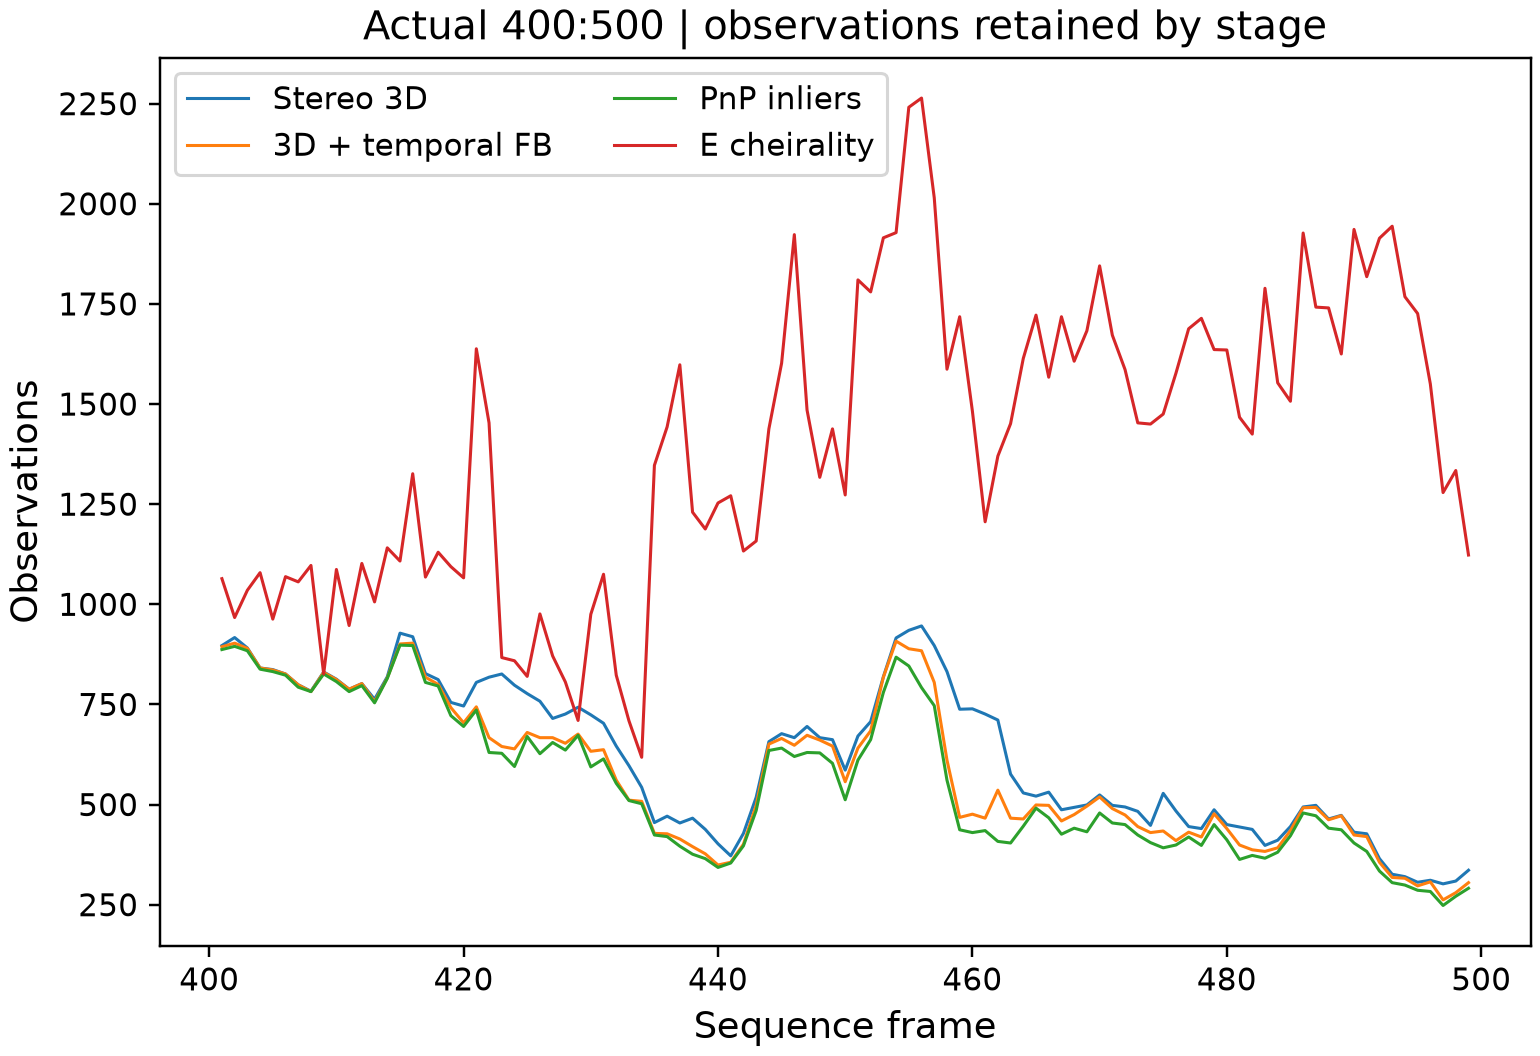 Actual 400:500 | observations retained by stage
Stereo 3D
3D + temporal FB
PnP inliers
E cheirality
Observations
2250
2000
1750
1500
1250
1000
750
500
250
400 420 440 460 480 500
Sequence frame